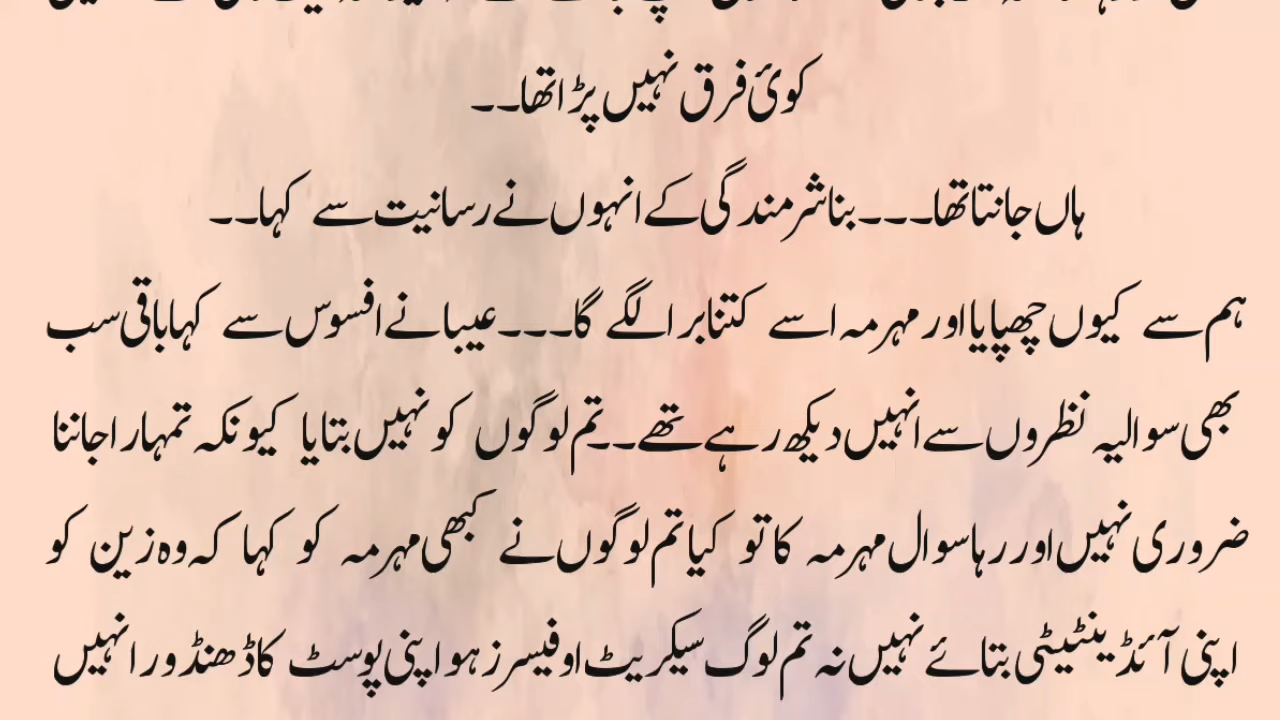 کوئ فرق نہیں پڑا تھا۔۔
ہاں جانتا تھا۔۔۔ بنا شرمندگی کے انہوں نے رسانیت سے کہا۔۔
ہم سے کیوں چھپایا اور مہرمہ اسے کتنا برا لگے گا۔۔۔ عیبا نے افسوس سے کہا باقی سب
بھی سوالیہ نظروں سے انہیں دیکھ رہے تھے۔۔ تم لوگوں کو نہیں بتایا کیونکہ تمہارا جاننا
ضروری نہیں اور رہا سوال مہرمہ کا تو کیا تم لوگوں نے کبھی مہرمہ کو کہا کہ وہ زین کو
اپنی آئڈینٹیٹی بتائے نہیں نہ تم لوگ سیکریٹ اوفیسرز ہو اپنی پوسٹ کا ڈھنڈورا نہیں